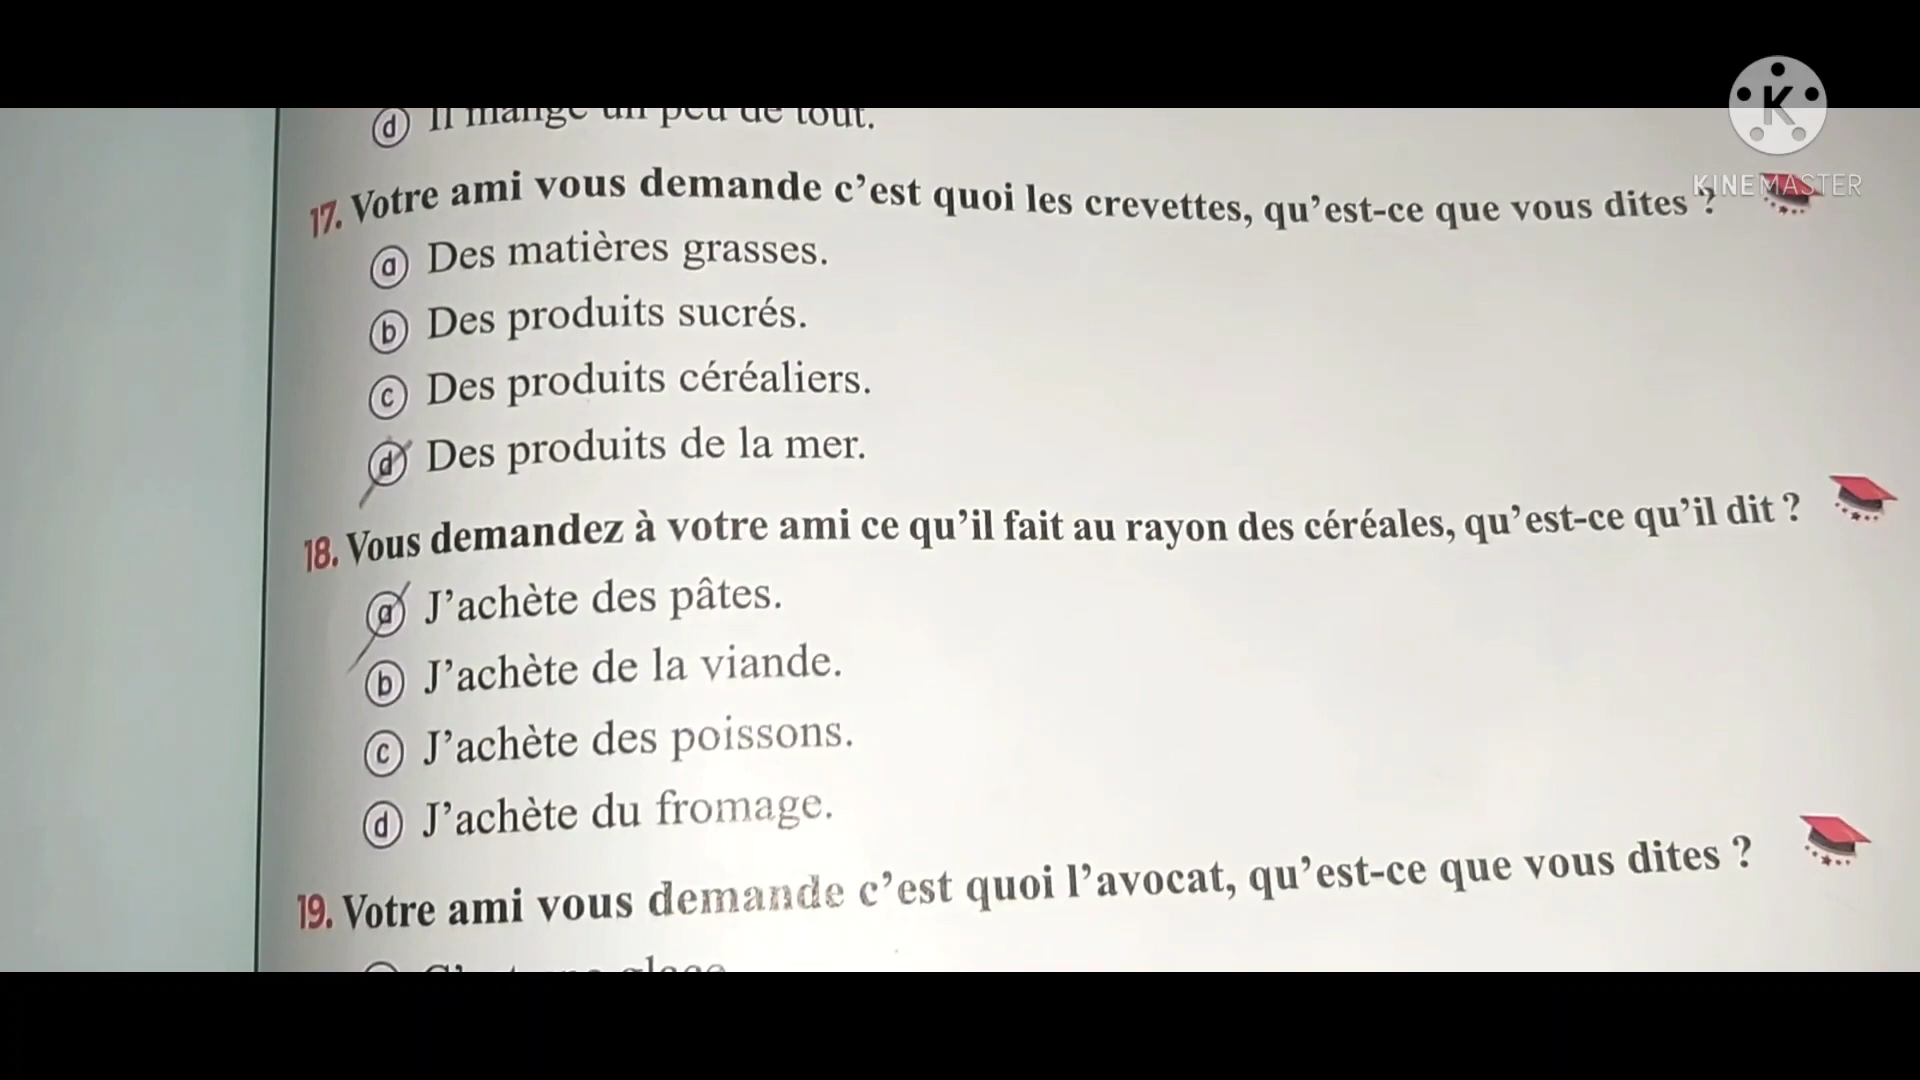 K
KINEMASTER
d Il mange un peu de tout.
17. Votre ami vous demande c’est quoi les crevettes, qu’est-ce que vous dites ?
a Des matières grasses.
b Des produits sucrés.
c Des produits céréaliers.
d Des produits de la mer.
18. Vous demandez à votre ami ce qu’il fait au rayon des céréales, qu’est-ce qu’il dit ?
a J’achète des pâtes.
b J’achète de la viande.
c J’achète des poissons.
d J’achète du fromage.
19. Votre ami vous demande c’est quoi l’avocat, qu’est-ce que vous dites ?